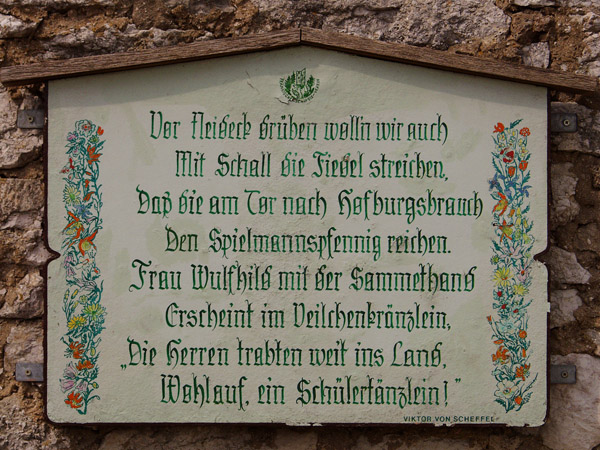 Vor Neideck drüben wolln wir auch
Mit Schall die Fiedel streichen,
Daß die am Tor nach Hofburgsbrauch
Den Spielmannspfennig reichen.
Frau Wulfhild mit der Sammethand
Erscheint im Veilchenkränzlein;
„Die Herren trabten weit ins Land,
Wohlauf, ein Schülertänzlein!"
VIKTOR VON SCHEFFEL